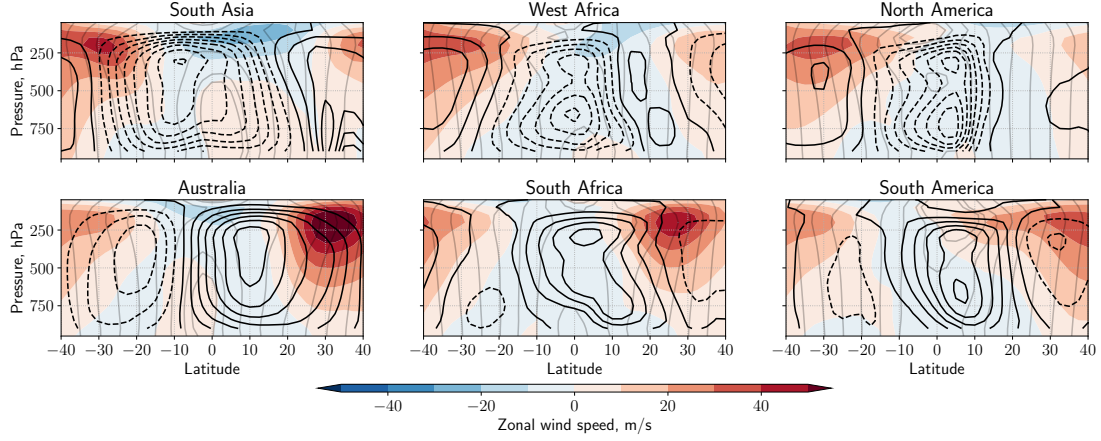 South Asia
West Africa
North America
Pressure, hPa
250
500
750
Australia
South Africa
South America
Pressure, hPa
250
500
750
−40 −30 −20 −10 0 10 20 30 40
−40 −30 −20 −10 0 10 20 30 40
−40 −30 −20 −10 0 10 20 30 40
Latitude
Latitude
Latitude
−40 −20 0 20 40
Zonal wind speed, m/s